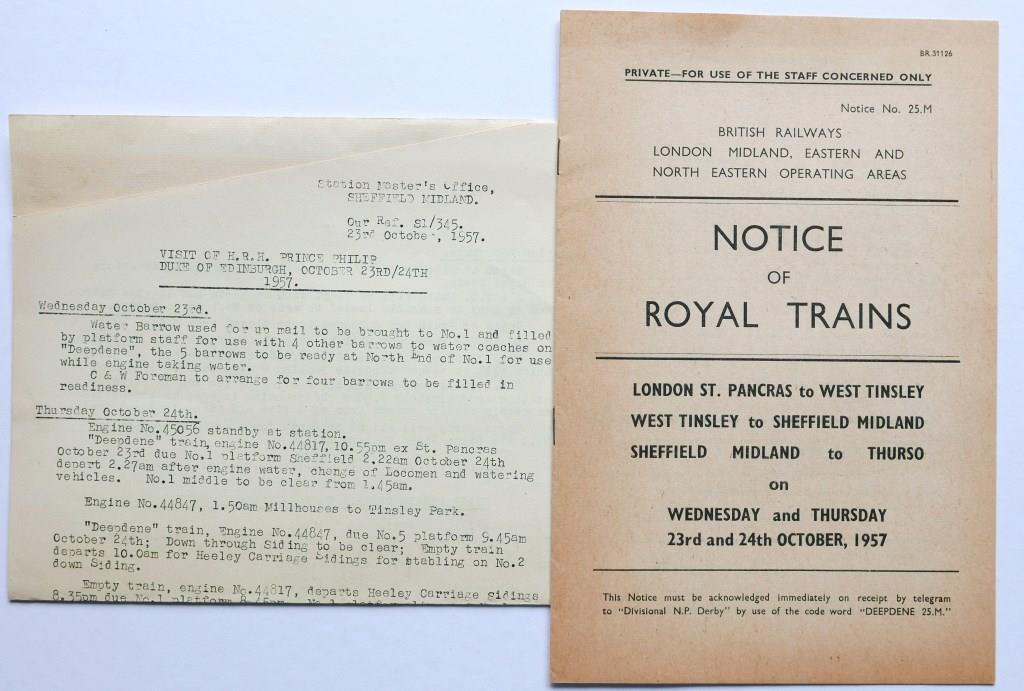 Station Master's Office,
SHEFFIELD MIDLAND.
Our Ref. S1/345.
23rd October, 1957.
VISIT OF H.R.H. PRINCE PHILIP
DUKE OF EDINBURGH, OCTOBER 23RD/24TH
1957.
Wednesday October 23rd.
Water Barrow used for up mail to be brought to No.1 and filled
by platform staff for use with 4 other barrows to water coaches on
"Deepdene", the 5 barrows to be ready at North End of No.1 for use
while engine taking water.
C & W Foreman to arrange for four barrows to be filled in
readiness.
Thursday October 24th.
Engine No.45056 standby at station.
"Deepdene" train, engine No.44817, 10.55pm ex St. Pancras
October 23rd due No.1 platform Sheffield 2.22am October 24th
depart 2.27am after engine water, change of Locomen and watering
vehicles. No.1 middle to be clear from 1.45am.
Engine No.44847, 1.50am Millhouses to Tinsley Park.
"Deepdene" train, Engine No.44847, due No.5 platform 9.45am
October 24th; Down through Siding to be clear; Empty train
departs 10.0am for Heeley Carriage Sidings for stabling on No.2
down Siding.
Empty train, engine No.44817, departs Heeley Carriage sidings
8.35pm due No.1 platform 8.45pm. No.1
BR.31126
PRIVATE—FOR USE OF THE STAFF CONCERNED ONLY
Notice No. 25.M
BRITISH RAILWAYS
LONDON MIDLAND, EASTERN AND
NORTH EASTERN OPERATING AREAS
NOTICE
OF
ROYAL TRAINS
LONDON ST. PANCRAS to WEST TINSLEY
WEST TINSLEY to SHEFFIELD MIDLAND
SHEFFIELD MIDLAND to THURSO
on
WEDNESDAY and THURSDAY
23rd and 24th OCTOBER, 1957
This Notice must be acknowledged immediately on receipt by telegram
to "Divisional N.P. Derby" by use of the code word "DEEPDENE 25.M."